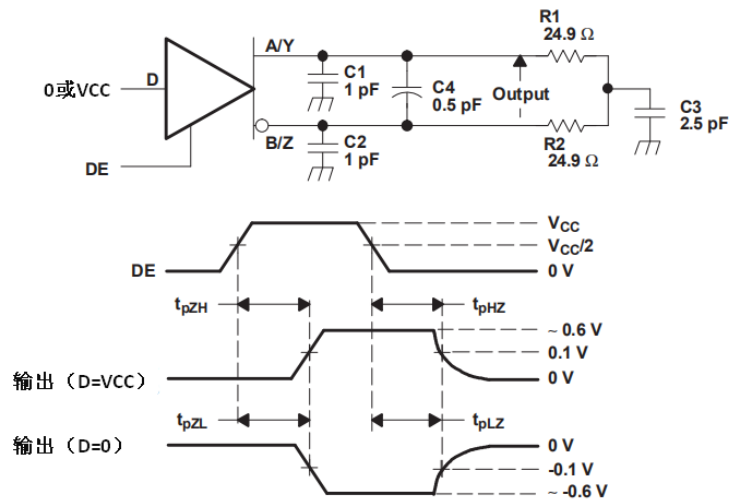 0或VCC
D
DE
A/Y
B/Z
C1
1 pF
C2
1 pF
C4
0.5 pF
Output
R1
24.9 Ω
R2
24.9 Ω
C3
2.5 pF
DE
VCC
VCC/2
0 V
tpZH
tpHZ
输出（D=VCC）
~ 0.6 V
0.1 V
0 V
tpZL
tpLZ
输出（D=0）
0 V
-0.1 V
~ -0.6 V